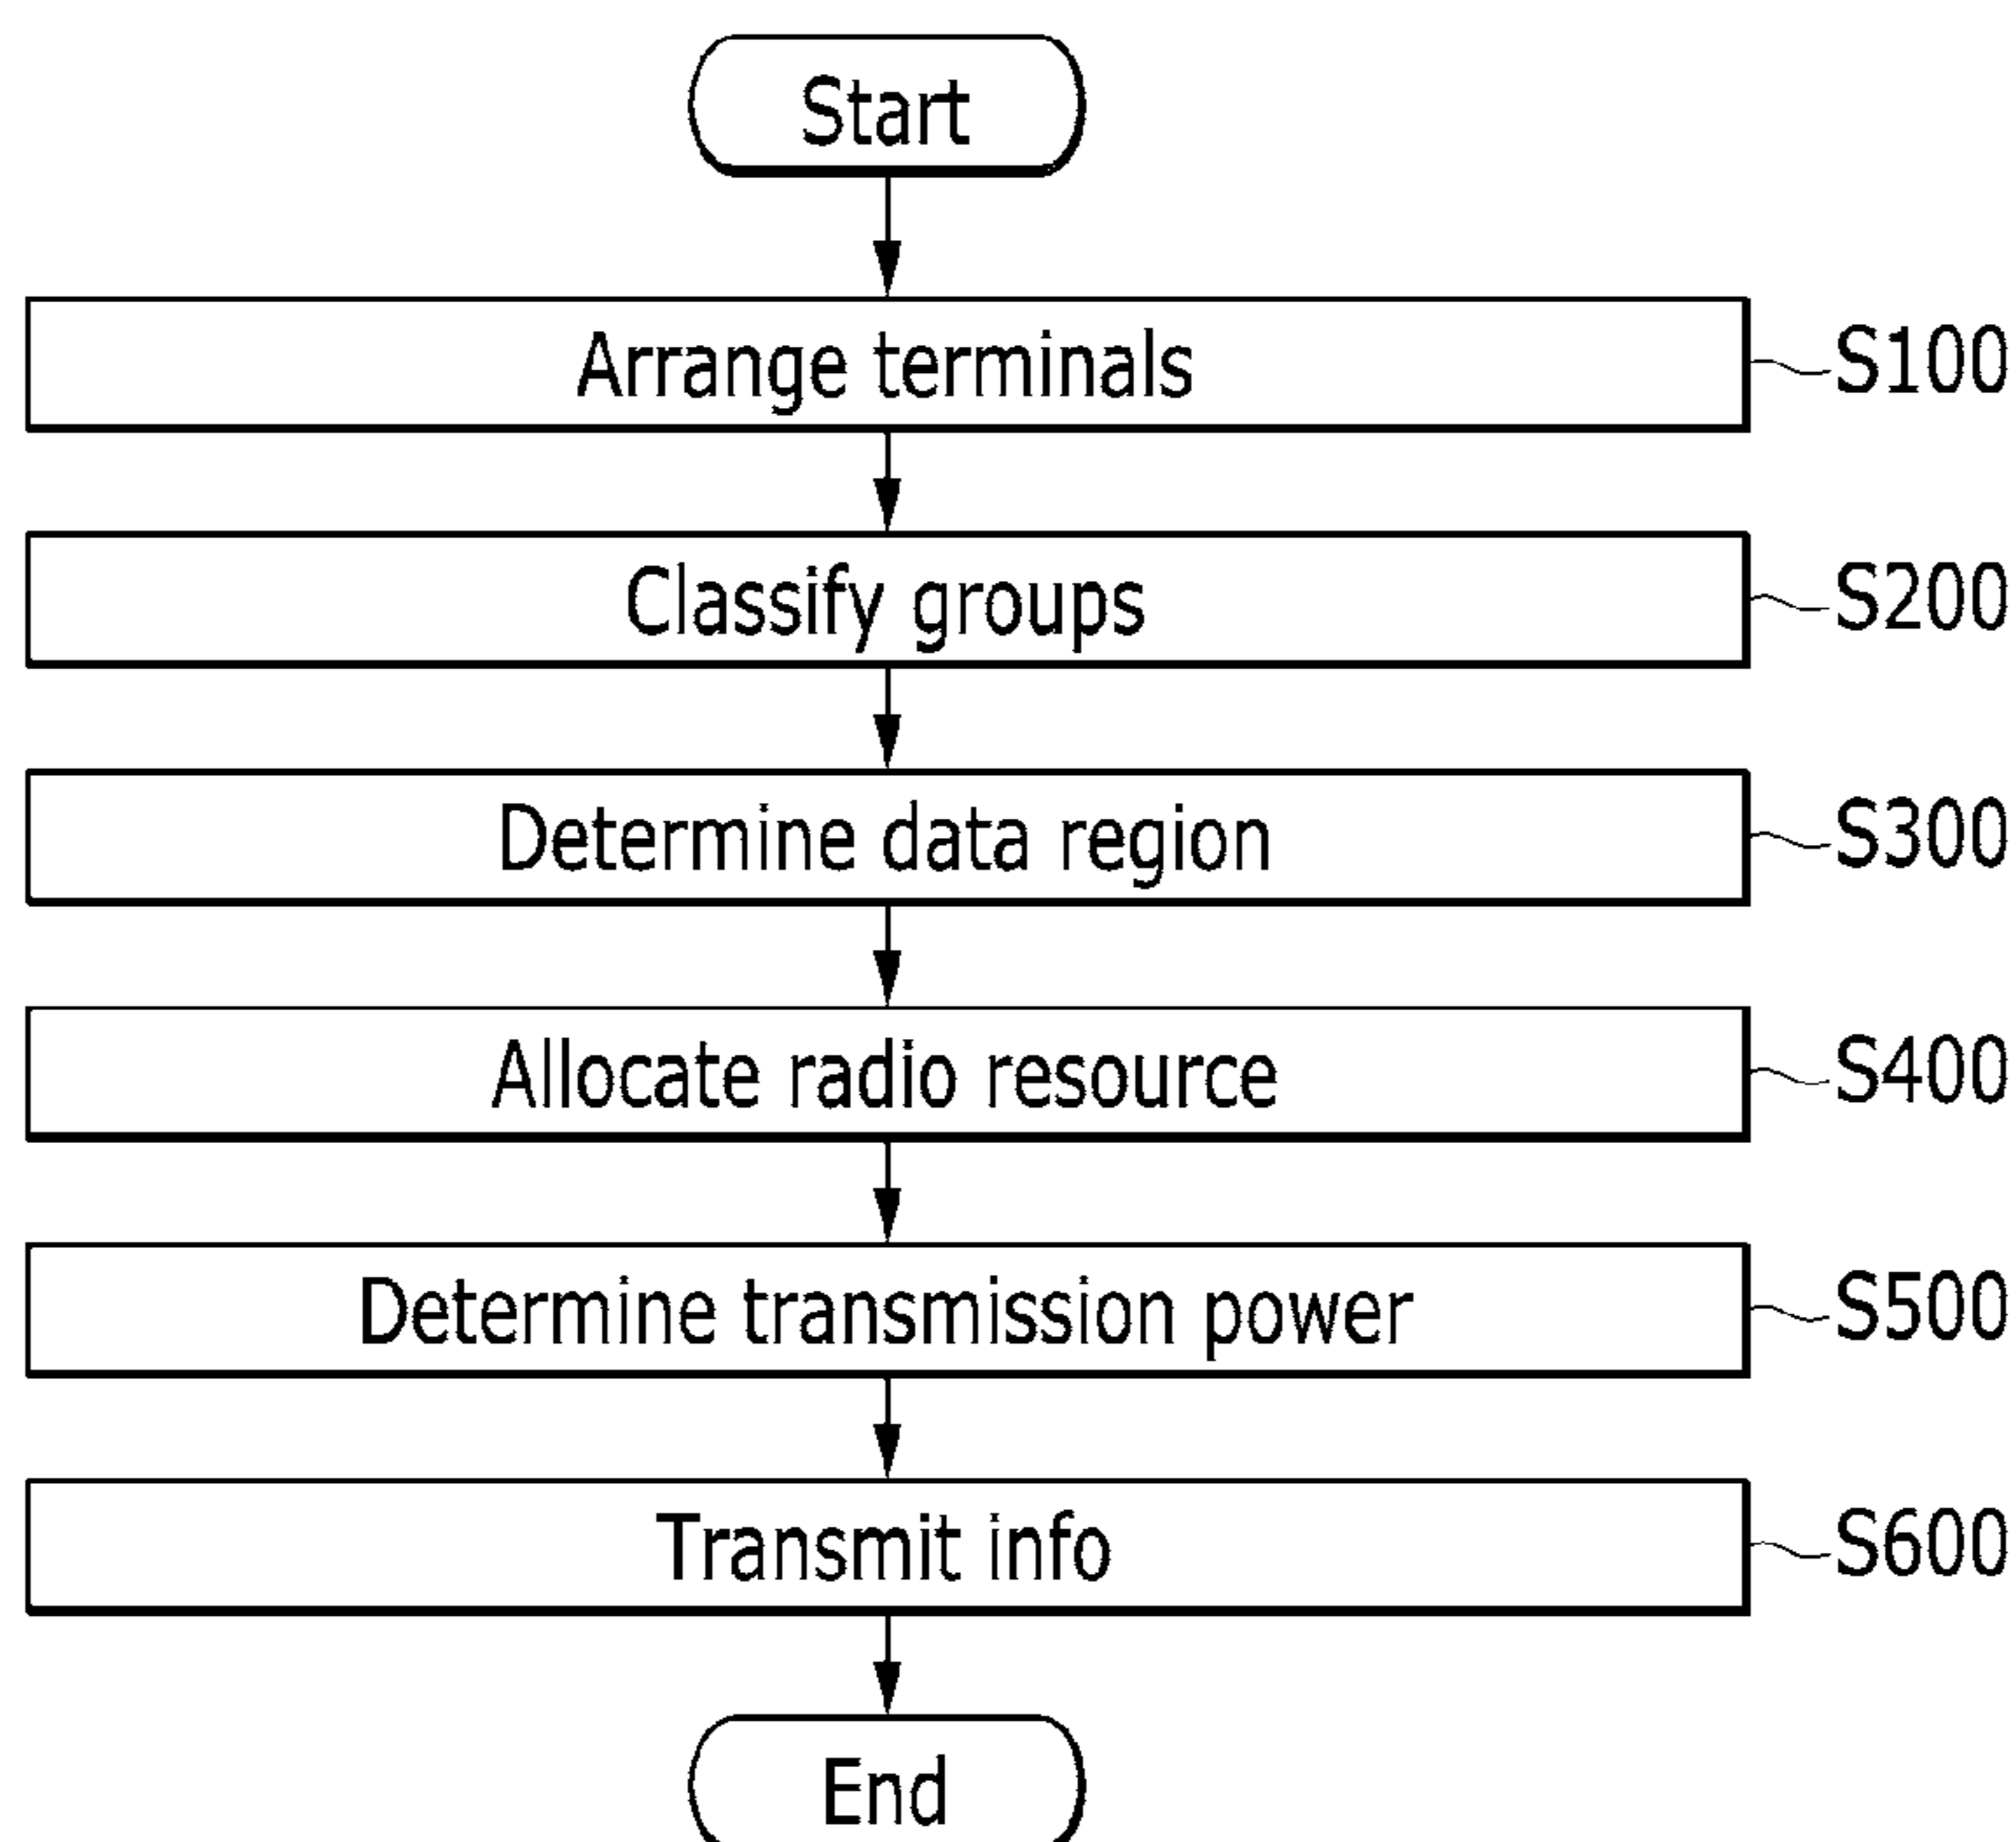 Start
Arrange terminals S100
Classify groups S200
Determine data region S300
Allocate radio resource S400
Determine transmission power S500
Transmit info S600
End